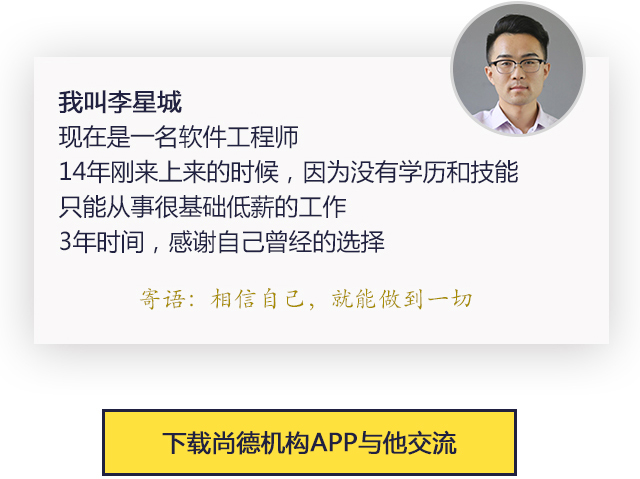 我叫李星城
现在是一名软件工程师
14年刚来上来的时候，因为没有学历和技能
只能从事很基础低薪的工作
3年时间，感谢自己曾经的选择
寄语：相信自己，就能做到一切
下载尚德机构APP与他交流